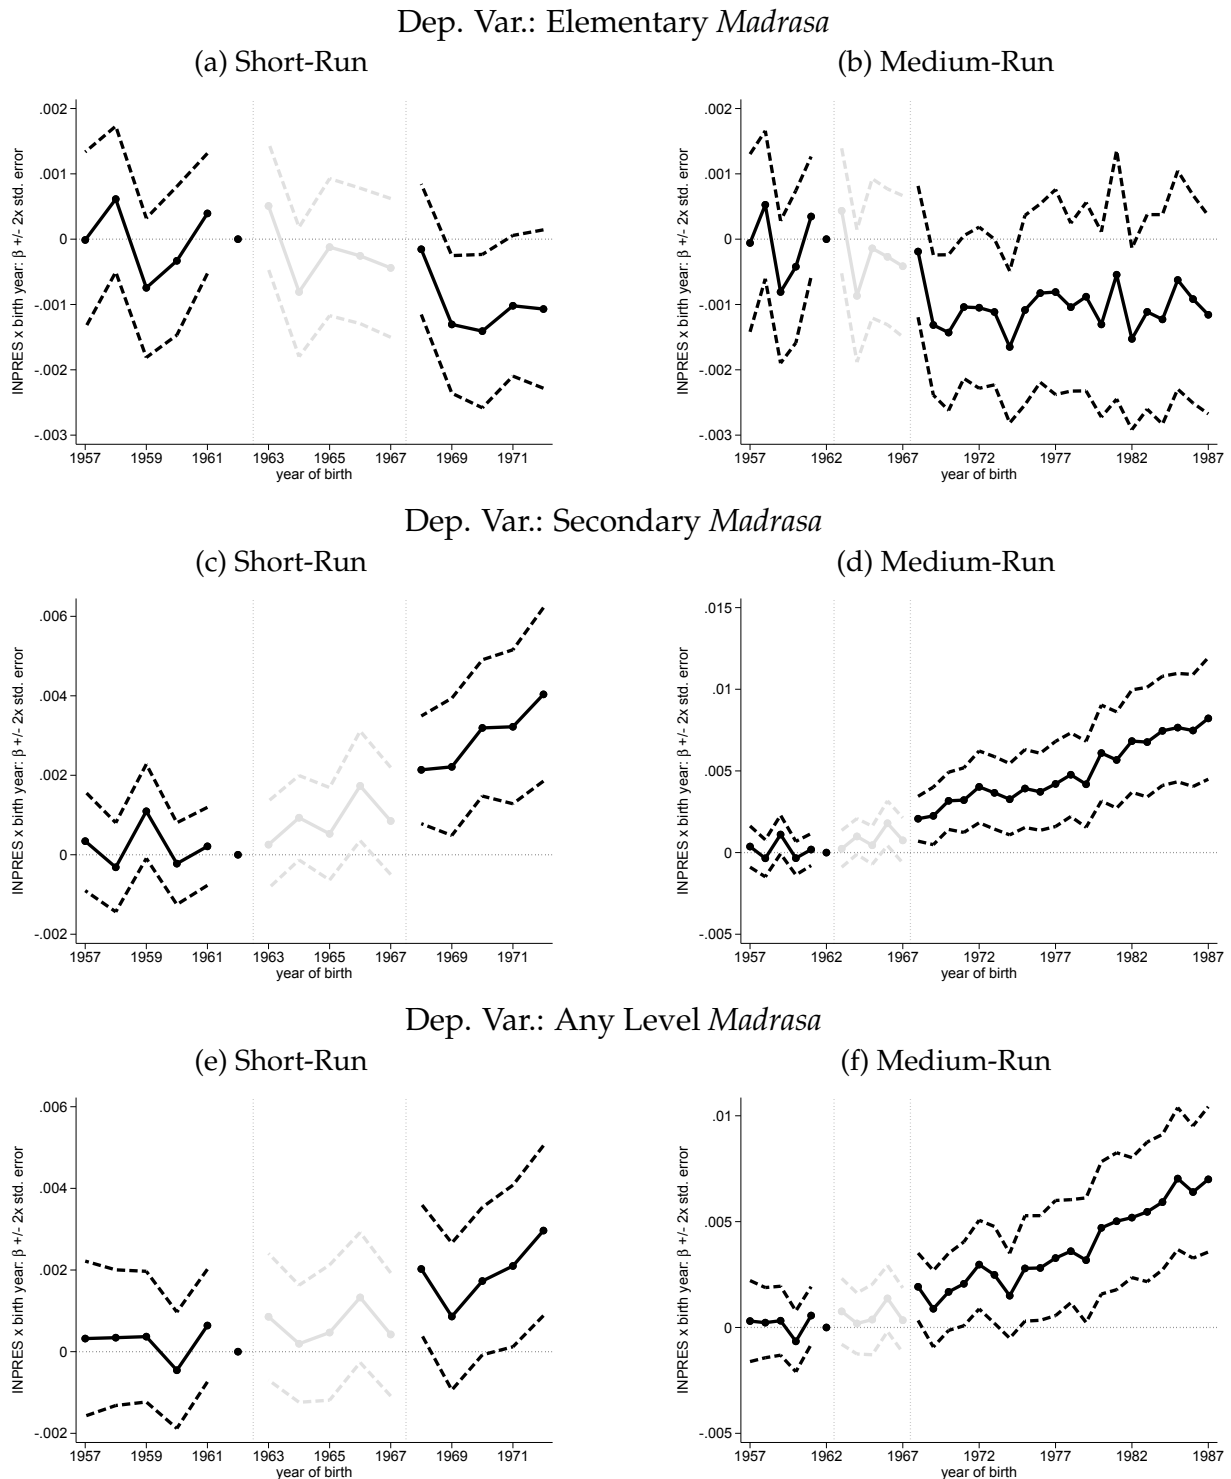 Dep. Var.: Elementary Madrasa
(a) Short-Run
INPRES x birth year: β +/- 2x std. error
.002
.001
0
-.001
-.002
-.003
1957 1959 1961 1963 1965 1967 1969 1971
year of birth
(b) Medium-Run
INPRES x birth year: β +/- 2x std. error
.002
.001
0
-.001
-.002
-.003
1957 1962 1967 1972 1977 1982 1987
year of birth
Dep. Var.: Secondary Madrasa
(c) Short-Run
INPRES x birth year: β +/- 2x std. error
.006
.004
.002
0
-.002
1957 1959 1961 1963 1965 1967 1969 1971
year of birth
(d) Medium-Run
INPRES x birth year: β +/- 2x std. error
.015
.01
.005
0
-.005
1957 1962 1967 1972 1977 1982 1987
year of birth
Dep. Var.: Any Level Madrasa
(e) Short-Run
INPRES x birth year: β +/- 2x std. error
.006
.004
.002
0
-.002
1957 1959 1961 1963 1965 1967 1969 1971
year of birth
(f) Medium-Run
INPRES x birth year: β +/- 2x std. error
.01
.005
0
-.005
1957 1962 1967 1972 1977 1982 1987
year of birth